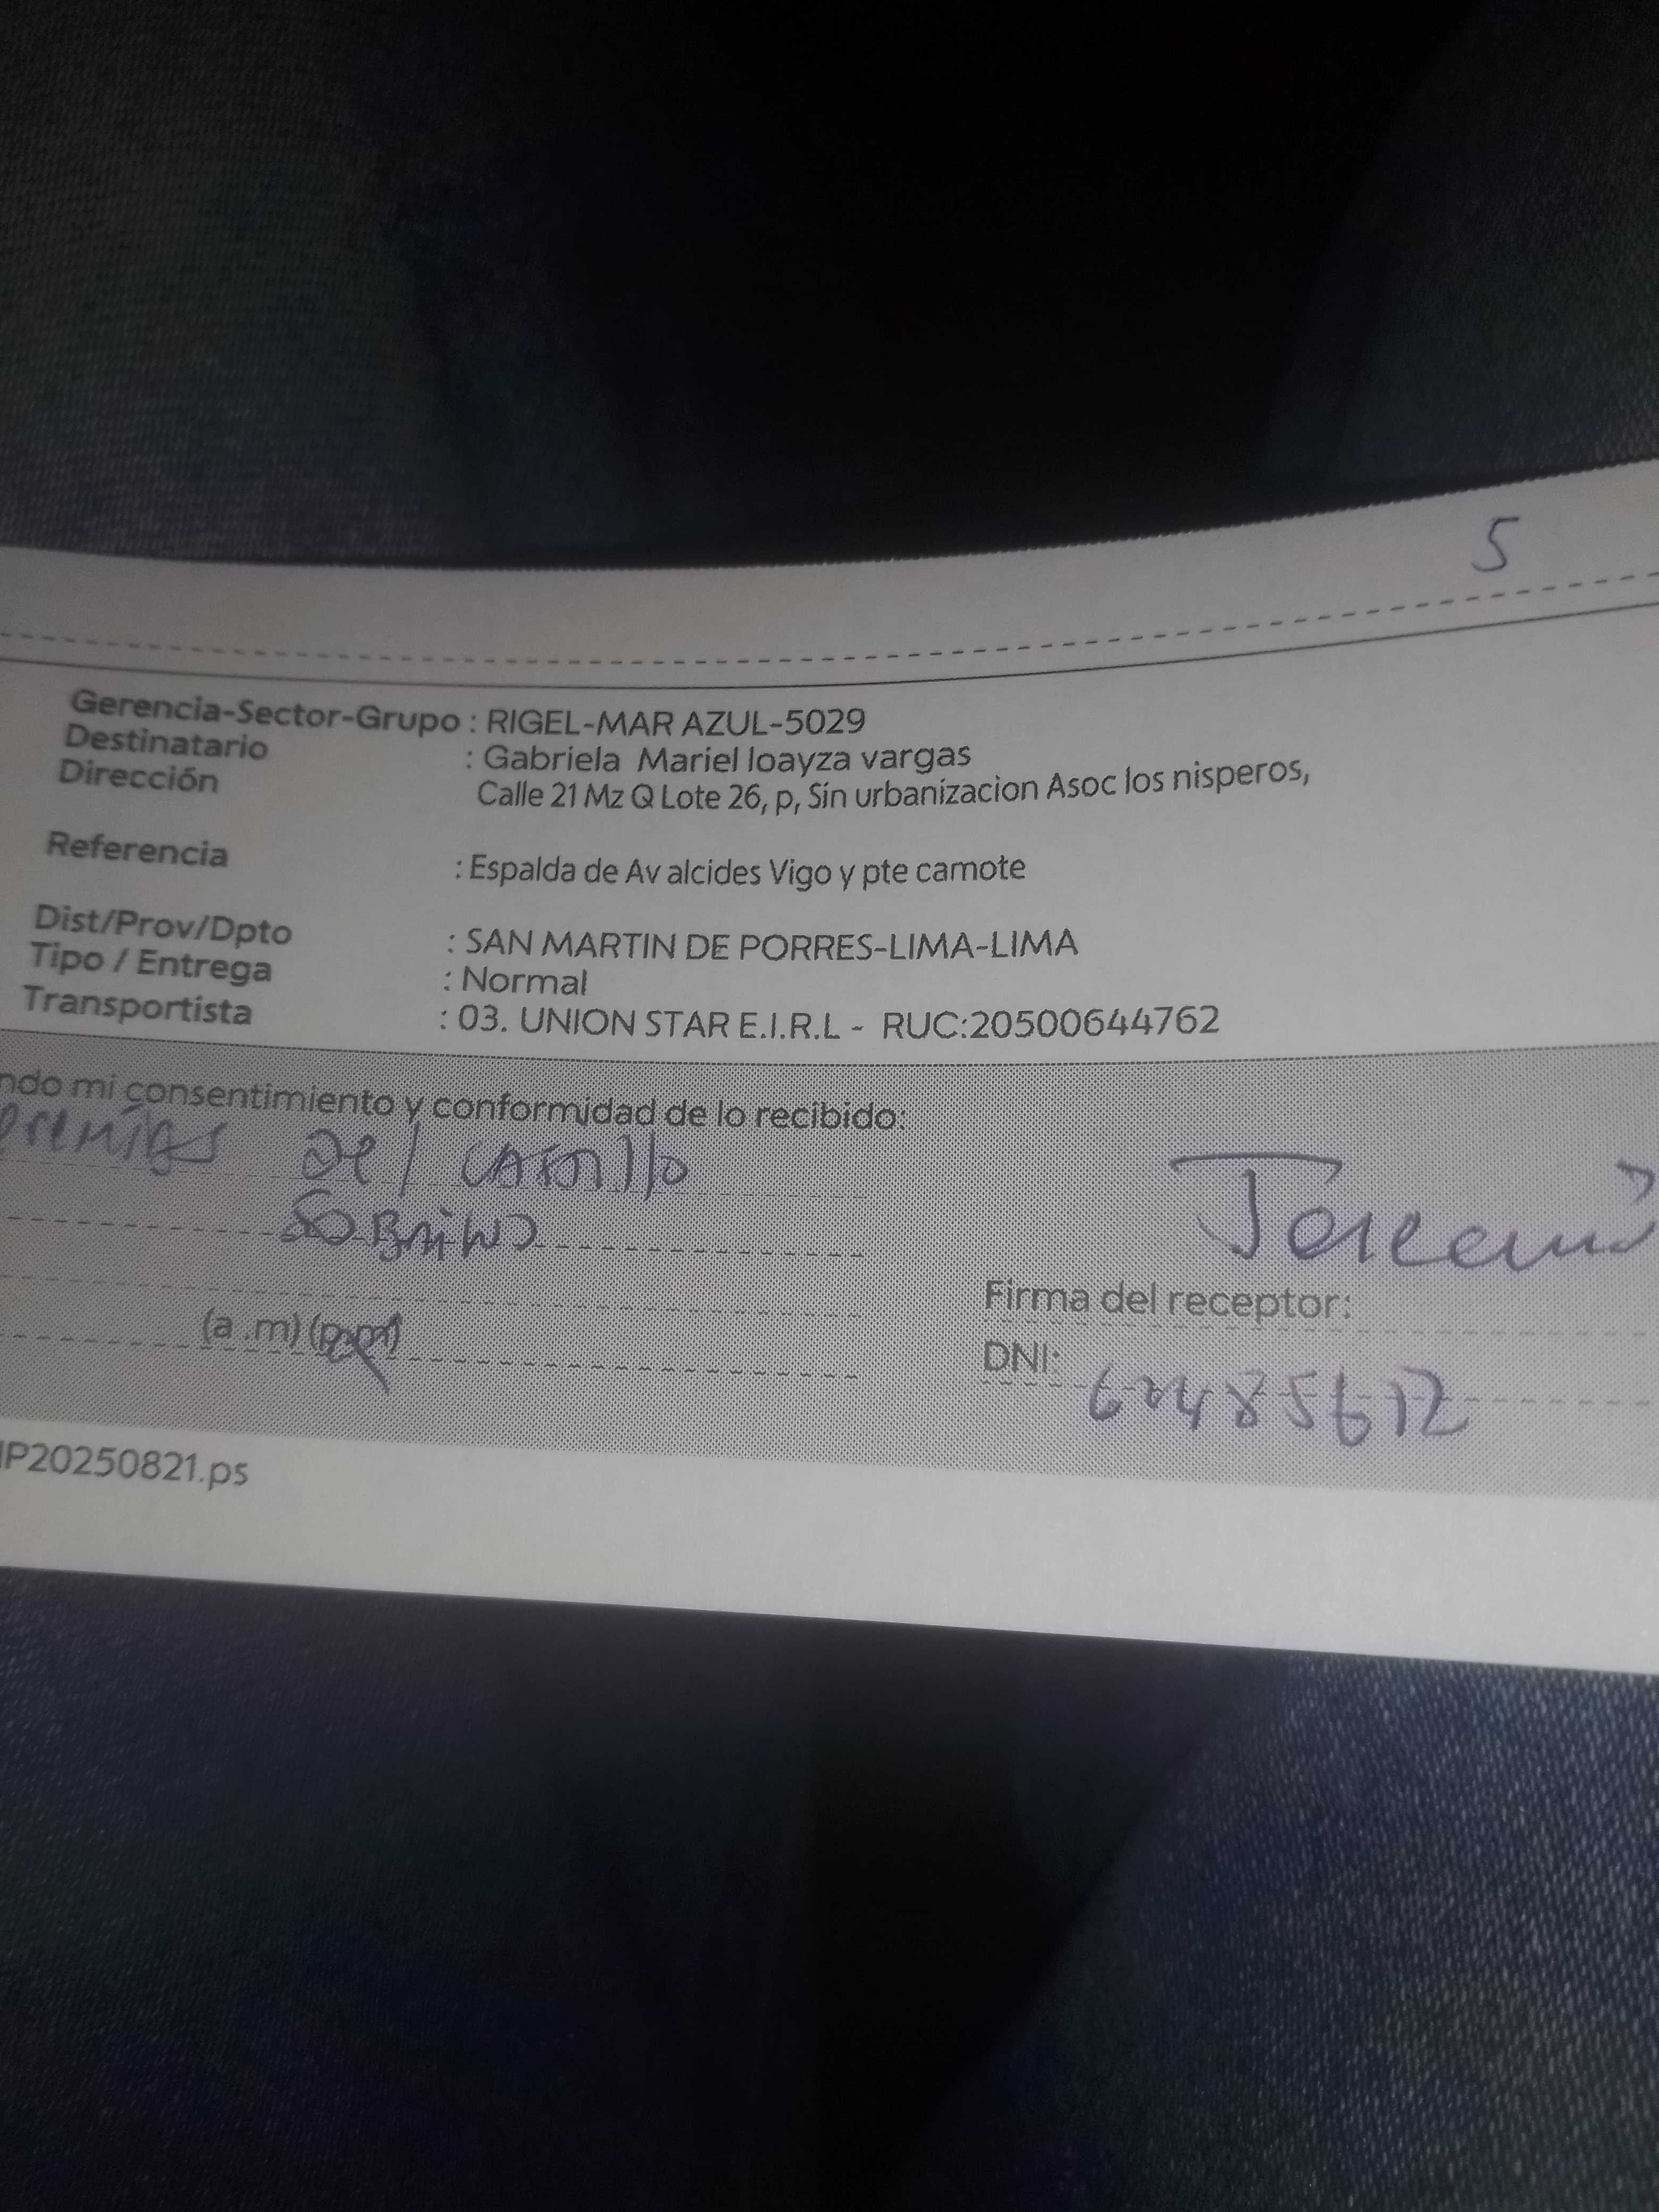 5
Gerencia-Sector-Grupo : RIGEL-MAR AZUL-5029
Destinatario : Gabriela Mariel loayza vargas
Dirección Calle 21 Mz Q Lote 26, p, Sin urbanizacion Asoc los nisperos,
Referencia : Espalda de Av alcides Vigo y pte camote
Dist/Prov/Dpto : SAN MARTIN DE PORRES-LIMA-LIMA
Tipo / Entrega : Normal
Transportista : 03. UNION STAR E.I.R.L - RUC:20500644762
ndo mi consentimiento y conformidad de lo recibido:
Del Castillo
SOBRINO
Firma del receptor:
(a .m) (p.m)
DNI:
IP20250821.ps